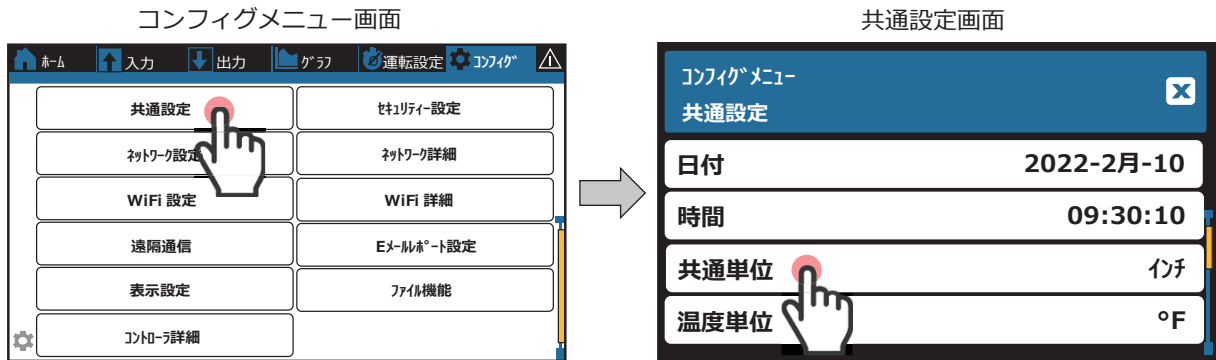 コンフィグメニュー画面
共通設定画面
ﾎｰﾑ 入力 出力 ｸﾞﾗﾌ 運転設定 ｺﾝﾌｨｸﾞ
共通設定 ｾｷｭﾘﾃｨｰ設定
ﾈｯﾄﾜｰｸ設定 ﾈｯﾄﾜｰｸ詳細
WiFi 設定 WiFi 詳細
遠隔通信 Eﾒｰﾙﾚﾎﾟｰﾄ設定
表示設定 ﾌｧｲﾙ機能
ｺﾝﾄﾛｰﾗ詳細
ｺﾝﾌｨｸﾞﾒﾆｭｰ
共通設定
X
日付 2022-2月-10
時間 09:30:10
共通単位 ｲﾝﾁ
温度単位 °F